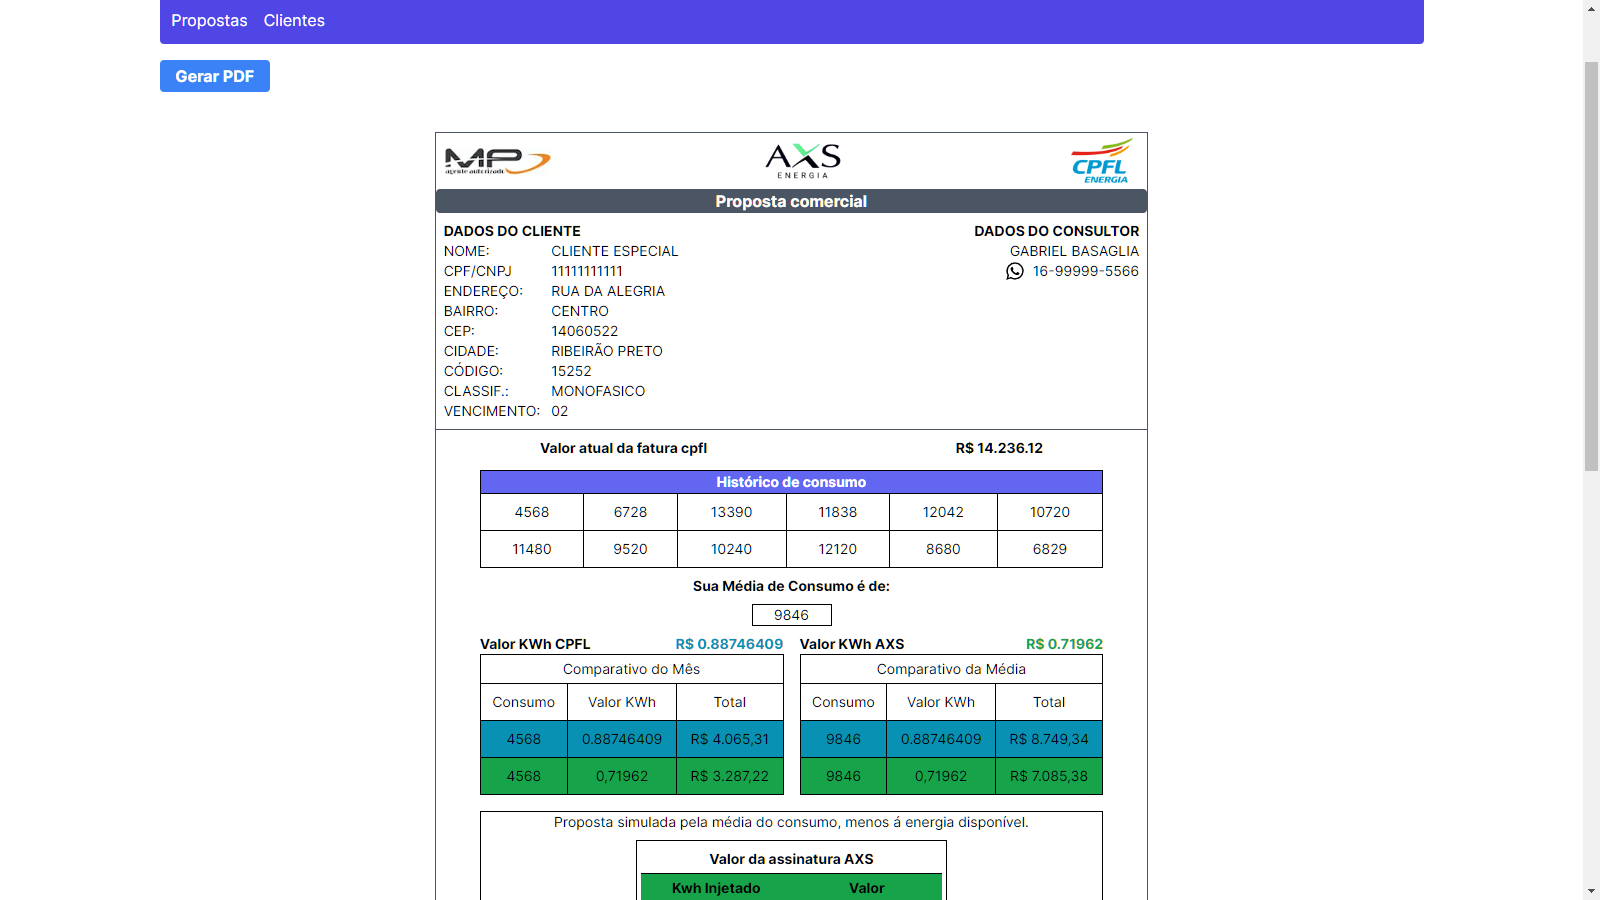 Propostas Clientes
Gerar PDF
MP
agente autorizado
AXS
ENERGIA
CPFL
ENERGIA
Proposta comercial
DADOS DO CLIENTE
NOME: CLIENTE ESPECIAL
CPF/CNPJ 11111111111
ENDEREÇO: RUA DA ALEGRIA
BAIRRO: CENTRO
CEP: 14060522
CIDADE: RIBEIRÃO PRETO
CÓDIGO: 15252
CLASSIF.: MONOFASICO
VENCIMENTO: 02
DADOS DO CONSULTOR
GABRIEL BASAGLIA
16-99999-5566
Valor atual da fatura cpfl R$ 14.236.12
Histórico de consumo
4568 6728 13390 11838 12042 10720
11480 9520 10240 12120 8680 6829
Sua Média de Consumo é de:
9846
Valor KWh CPFL R$ 0.88746409
Comparativo do Mês
Consumo Valor KWh Total
4568 0.88746409 R$ 4.065,31
4568 0,71962 R$ 3.287,22
Valor KWh AXS R$ 0.71962
Comparativo da Média
Consumo Valor KWh Total
9846 0.88746409 R$ 8.749,34
9846 0,71962 R$ 7.085,38
Proposta simulada pela média do consumo, menos á energia disponível.
Valor da assinatura AXS
Kwh Injetado Valor